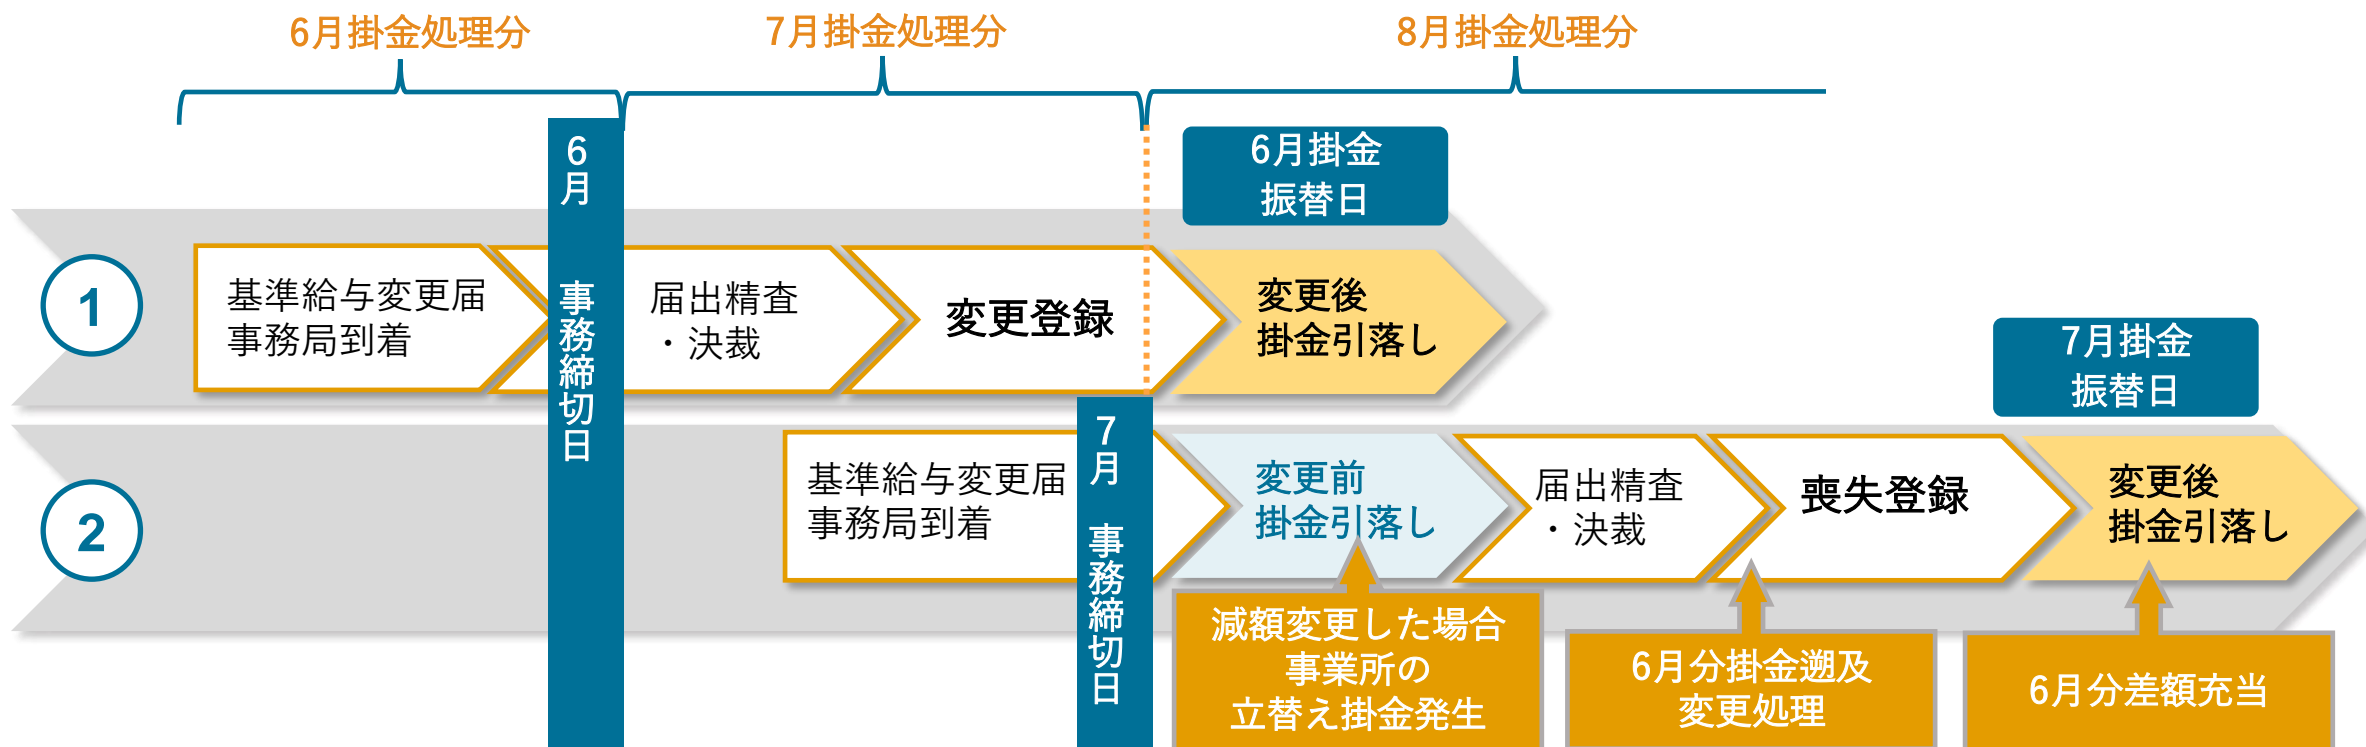 6月掛金処理分
7月掛金処理分
8月掛金処理分
6月 事務締切日
6月掛金
振替日
1
基準給与変更届
事務局到着
届出精査
・決裁
変更登録
変更後
掛金引落し
7月掛金
振替日
2
基準給与変更届
事務局到着
7月 事務締切日
変更前
掛金引落し
届出精査
・決裁
喪失登録
変更後
掛金引落し
減額変更した場合
事業所の
立替え掛金発生
6月分掛金遡及
変更処理
6月分差額充当